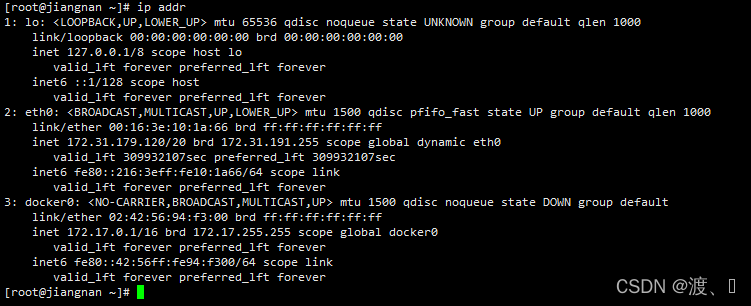 [root@jiangnan ~]# ip addr
1: lo: <LOOPBACK,UP,LOWER_UP> mtu 65536 qdisc noqueue state UNKNOWN group default qlen 1000
    link/loopback 00:00:00:00:00:00 brd 00:00:00:00:00:00
    inet 127.0.0.1/8 scope host lo
       valid_lft forever preferred_lft forever
    inet6 ::1/128 scope host
       valid_lft forever preferred_lft forever
2: eth0: <BROADCAST,MULTICAST,UP,LOWER_UP> mtu 1500 qdisc pfifo_fast state UP group default qlen 1000
    link/ether 00:16:3e:10:1a:66 brd ff:ff:ff:ff:ff:ff
    inet 172.31.179.120/20 brd 172.31.191.255 scope global dynamic eth0
       valid_lft 309932107sec preferred_lft 309932107sec
    inet6 fe80::216:3eff:fe10:1a66/64 scope link
       valid_lft forever preferred_lft forever
3: docker0: <NO-CARRIER,BROADCAST,MULTICAST,UP> mtu 1500 qdisc noqueue state DOWN group default
    link/ether 02:42:56:94:f3:00 brd ff:ff:ff:ff:ff:ff
    inet 172.17.0.1/16 brd 172.17.255.255 scope global docker0
       valid_lft forever preferred_lft forever
    inet6 fe80::42:56ff:fe94:f300/64 scope link
       valid_lft forever preferred_lft forever
[root@jiangnan ~]#
CSDN @渡、